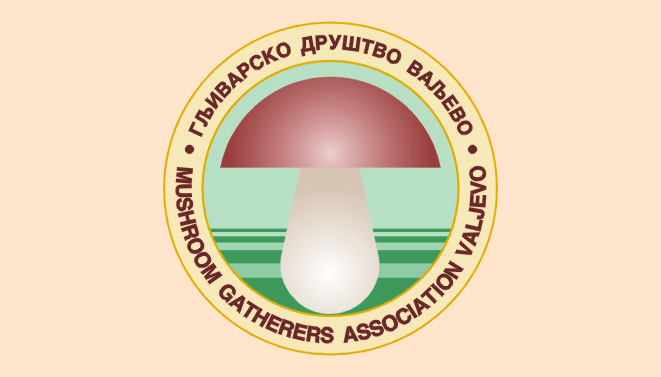 ГЉИВАРСКО ДРУШТВО ВАЉЕВО
MUSHROOM GATHERERS ASSOCIATION VALJEVO